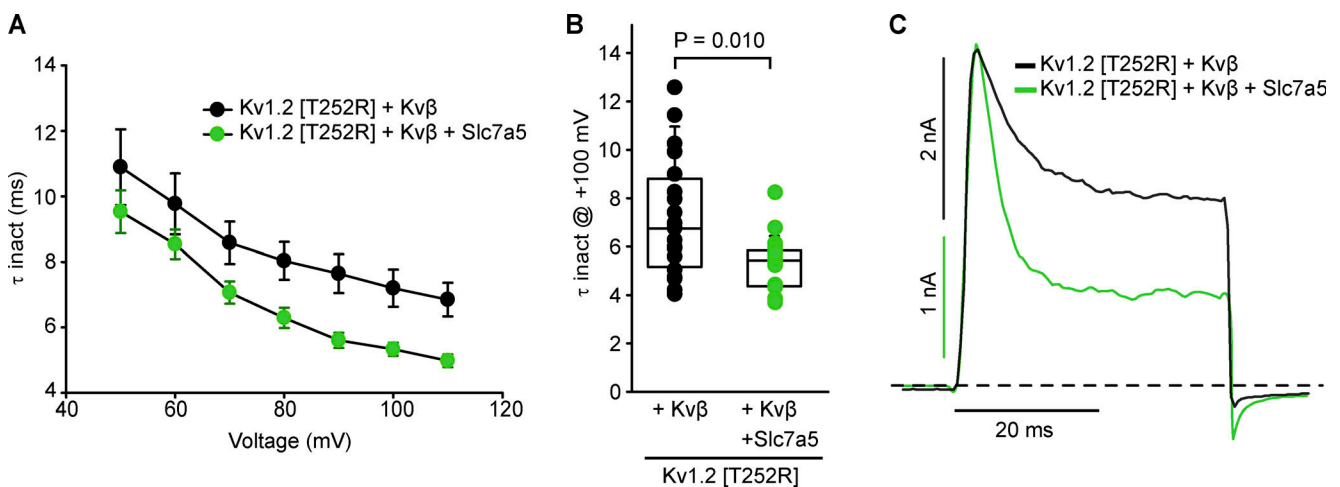 A
14
12
10
8
6
4
τ inact (ms)
40
60
80
100
120
Voltage (mV)
Kv1.2 [T252R] + Kvβ
Kv1.2 [T252R] + Kvβ + Slc7a5
B
P = 0.010
14
12
10
8
6
4
2
0
τ inact @ +100 mV
+ Kvβ
+ Kvβ
+Slc7a5
Kv1.2 [T252R]
C
Kv1.2 [T252R] + Kvβ
Kv1.2 [T252R] + Kvβ + Slc7a5
2 nA
1 nA
20 ms